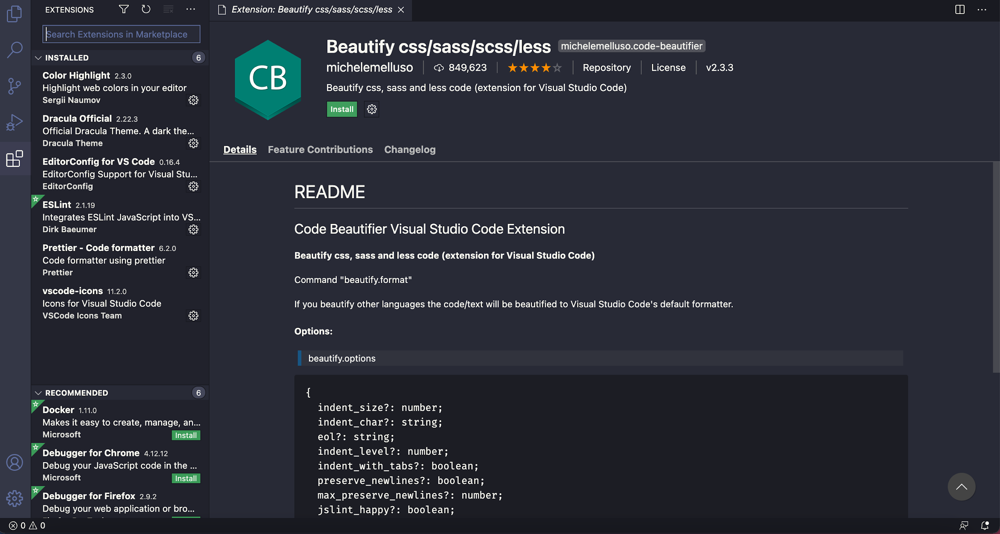 EXTENSIONS
Search Extensions in Marketplace
INSTALLED 6
Color Highlight 2.3.0
Highlight web colors in your editor
Sergii Naumov
Dracula Official 2.22.3
Official Dracula Theme. A dark the...
Dracula Theme
EditorConfig for VS Code 0.16.4
EditorConfig Support for Visual Stu...
EditorConfig
ESLint 2.1.19
Integrates ESLint JavaScript into VS...
Dirk Baeumer
Prettier - Code formatter 6.2.0
Code formatter using prettier
Prettier
vscode-icons 11.2.0
Icons for Visual Studio Code
VSCode Icons Team
RECOMMENDED 6
Docker 1.11.0
Makes it easy to create, manage, an...
Microsoft Install
Debugger for Chrome 4.12.12
Debug your JavaScript code in the ...
Microsoft Install
Debugger for Firefox 2.9.2
Debug your web application or bro...
Extension: Beautify css/sass/scss/less
CB
Beautify css/sass/scss/less michelemelluso.code-beautifier
michelemelluso 849,623 Repository License v2.3.3
Beautify css, sass and less code (extension for Visual Studio Code)
Install
Details Feature Contributions Changelog
README
Code Beautifier Visual Studio Code Extension
Beautify css, sass and less code (extension for Visual Studio Code)
Command "beautify.format"
If you beautify other languages the code/text will be beautified to Visual Studio Code's default formatter.
Options:
beautify.options
{
indent_size?: number;
indent_char?: string;
eol?: string;
indent_level?: number;
indent_with_tabs?: boolean;
preserve_newlines?: boolean;
max_preserve_newlines?: number;
jslint_happy?: boolean;
0 0